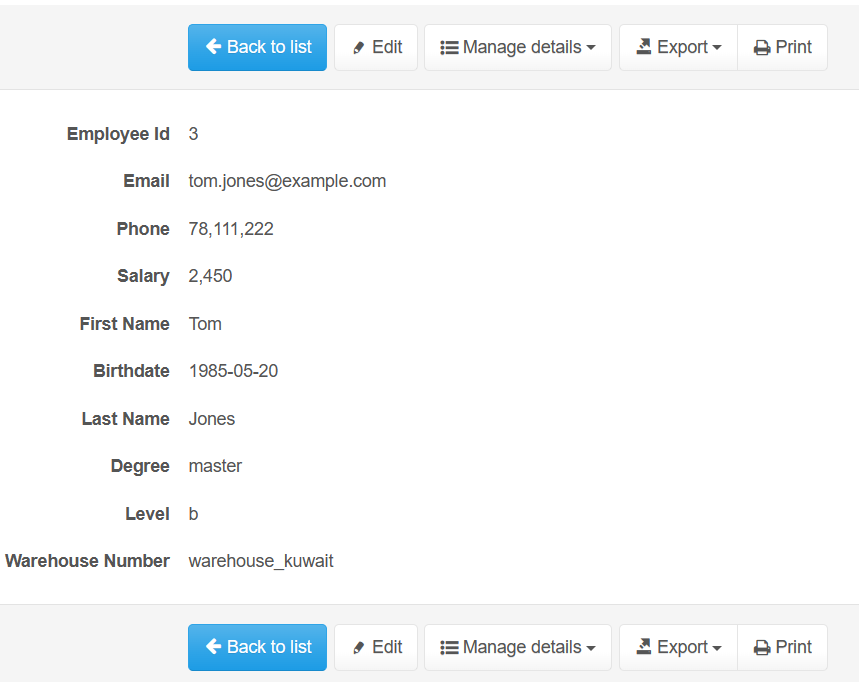 Back to list Edit Manage details Export Print
Employee Id 3
Email tom.jones@example.com
Phone 78,111,222
Salary 2,450
First Name Tom
Birthdate 1985-05-20
Last Name Jones
Degree master
Level b
Warehouse Number warehouse_kuwait
Back to list Edit Manage details Export Print